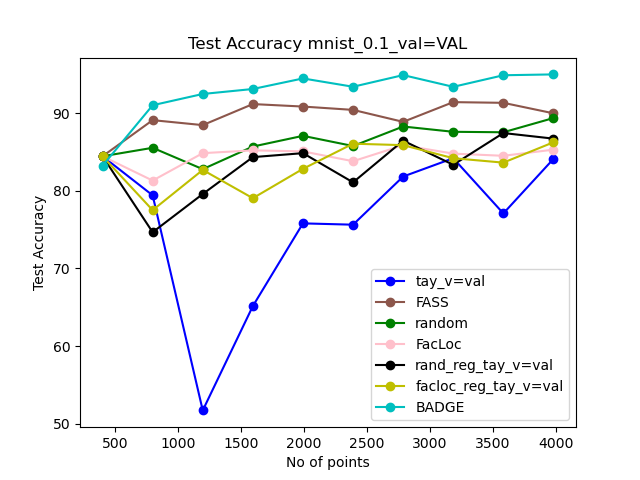 Test Accuracy mnist_0.1_val=VAL
Test Accuracy
90
80
70
60
50
tay_v=val
FASS
random
FacLoc
rand_reg_tay_v=val
facloc_reg_tay_v=val
BADGE
500 1000 1500 2000 2500 3000 3500 4000
No of points